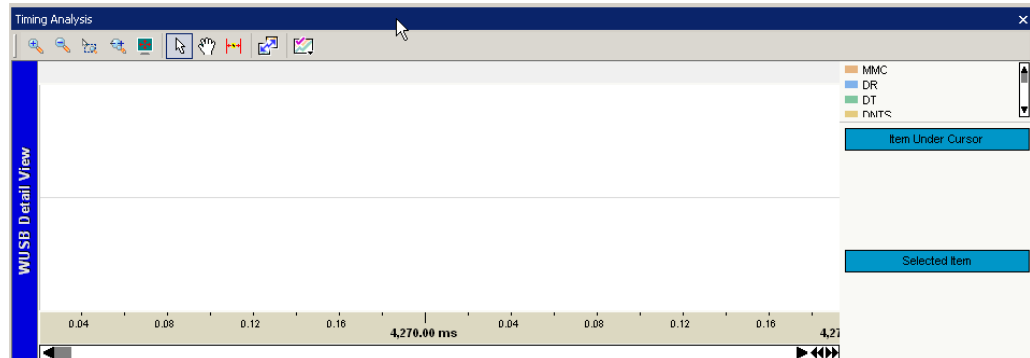 Timing Analysis
MMC
DR
DT
DNTS
Item Under Cursor
WUSB Detail View
Selected Item
0.04 0.08 0.12 0.16 0.04 0.08 0.12 0.16
4,270.00 ms